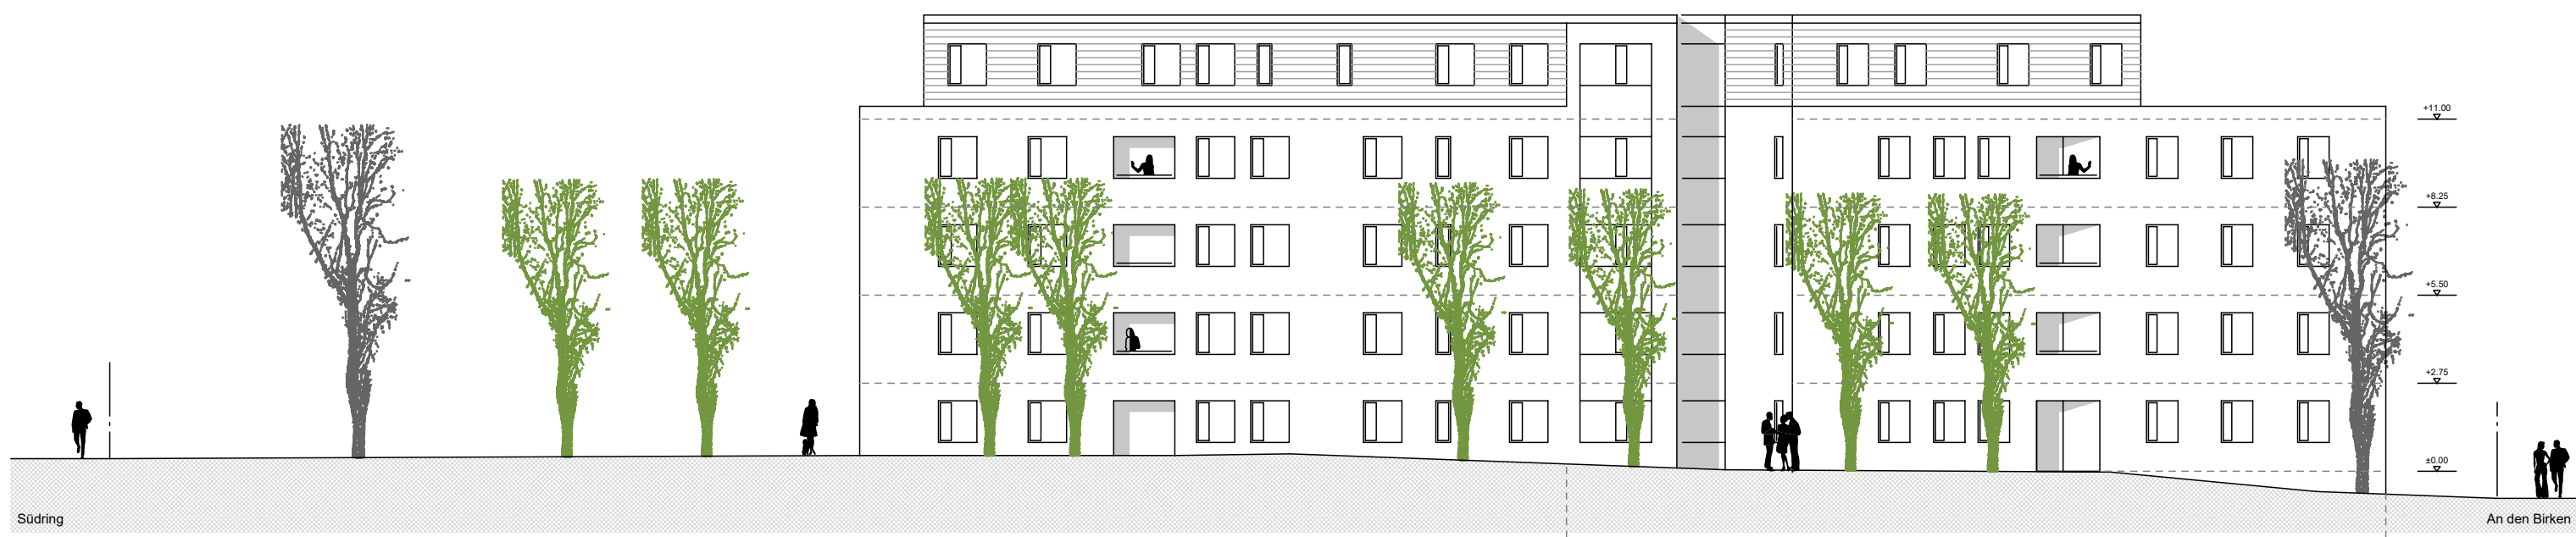 +11.00
+8.25
+5.50
+2.75
±0.00
Südring
An den Birken